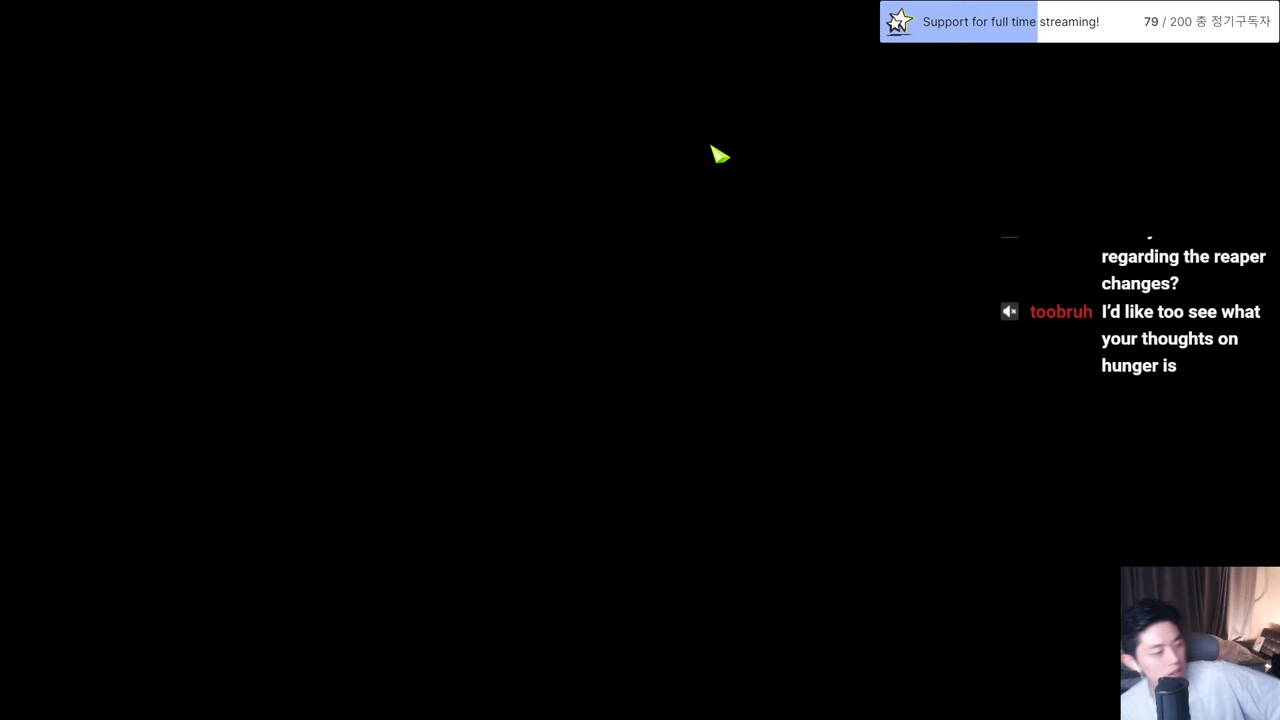 Support for full time streaming! 79 / 200 종 정기구독자
regarding the reaper
changes?
toobruh I’d like too see what
your thoughts on
hunger is